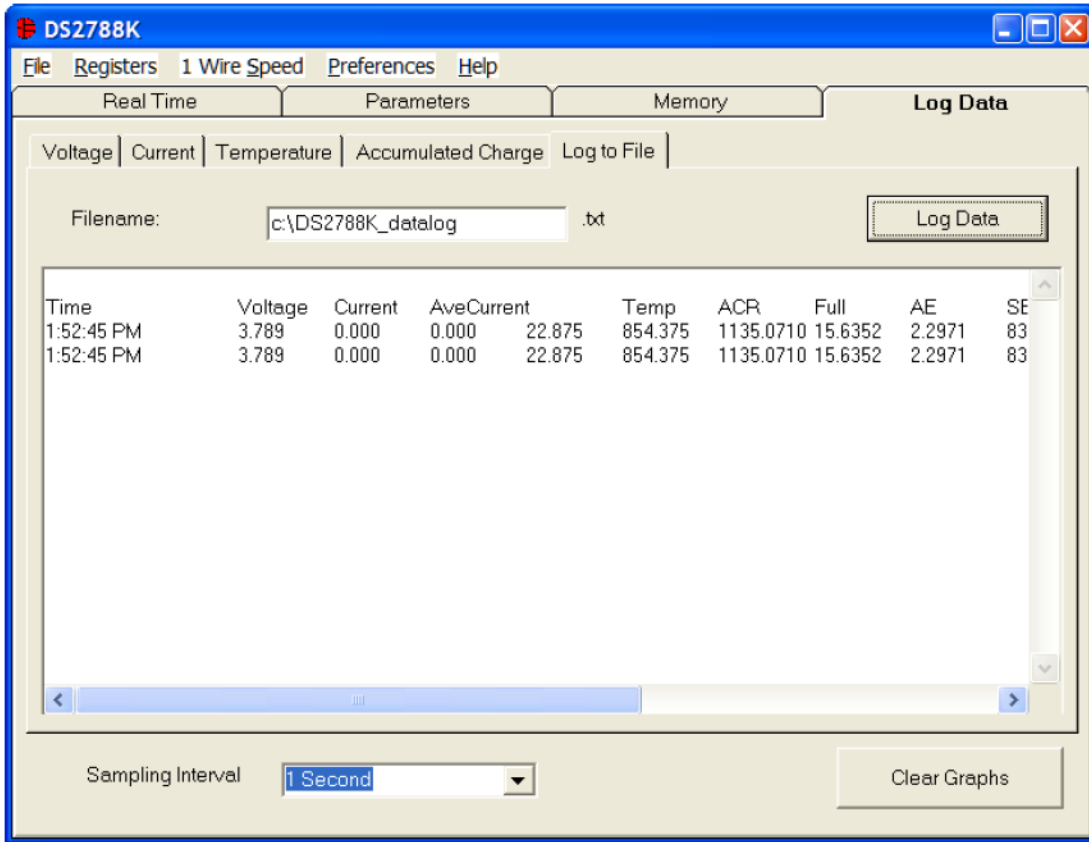 DS2788K
File Registers 1 Wire Speed Preferences Help
Real Time Parameters Memory Log Data
Voltage Current Temperature Accumulated Charge Log to File
Filename: c:\DS2788K_datalog .txt Log Data
Time Voltage Current AveCurrent Temp ACR Full AE SE
1:52:45 PM 3.789 0.000 0.000 22.875 854.375 1135.0710 15.6352 2.2971 83
1:52:45 PM 3.789 0.000 0.000 22.875 854.375 1135.0710 15.6352 2.2971 83
Sampling Interval 1 Second Clear Graphs